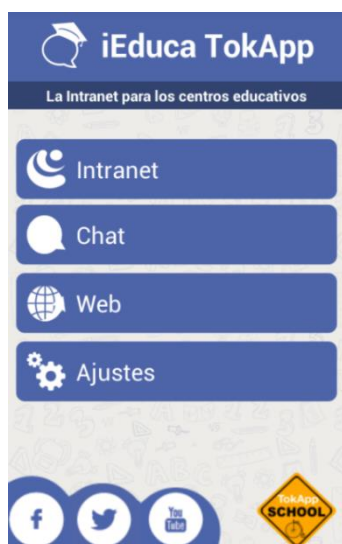 iEduca TokApp
La Intranet para los centros educativos
Intranet
Chat
Web
Ajustes
f
You
Tube
TokApp
SCHOOL